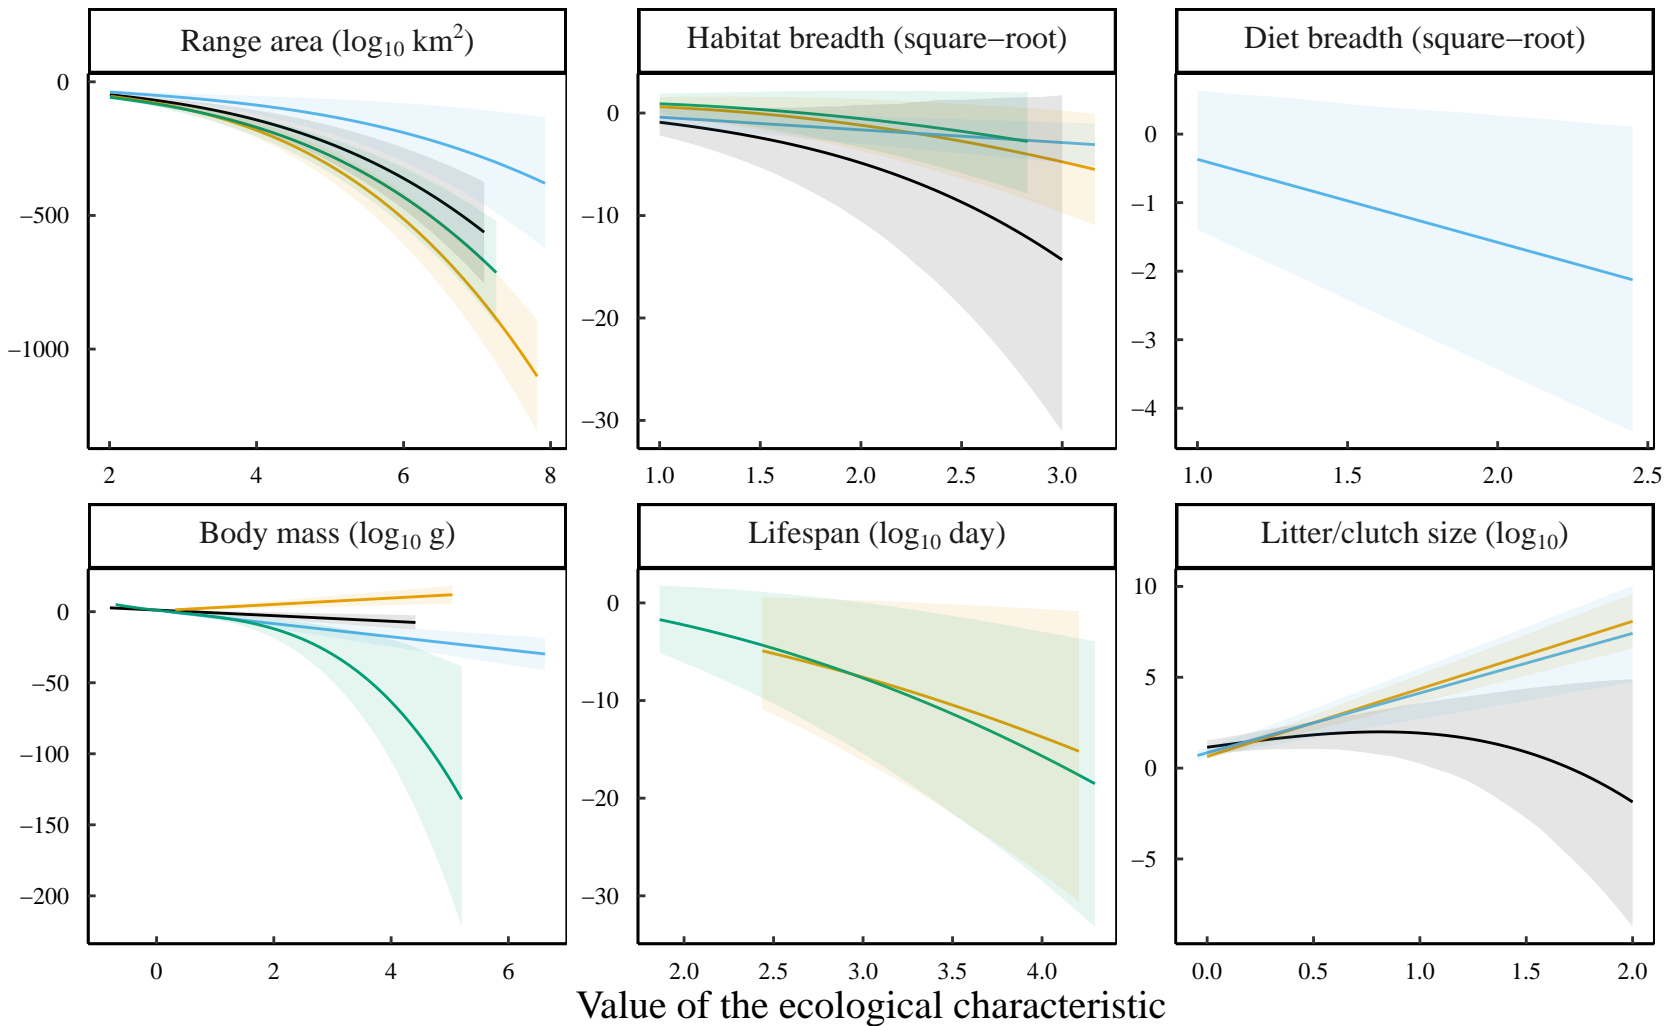 Range area (log₁₀ km²)
Habitat breadth (square−root)
Diet breadth (square−root)
0
−500
−1000
2 4 6 8
0
−10
−20
−30
1.0 1.5 2.0 2.5 3.0
0
−1
−2
−3
−4
1.0 1.5 2.0 2.5
Body mass (log₁₀ g)
Lifespan (log₁₀ day)
Litter/clutch size (log₁₀)
0
−50
−100
−150
−200
0 2 4 6
0
−10
−20
−30
2.0 2.5 3.0 3.5 4.0
10
5
0
−5
0.0 0.5 1.0 1.5 2.0
Value of the ecological characteristic